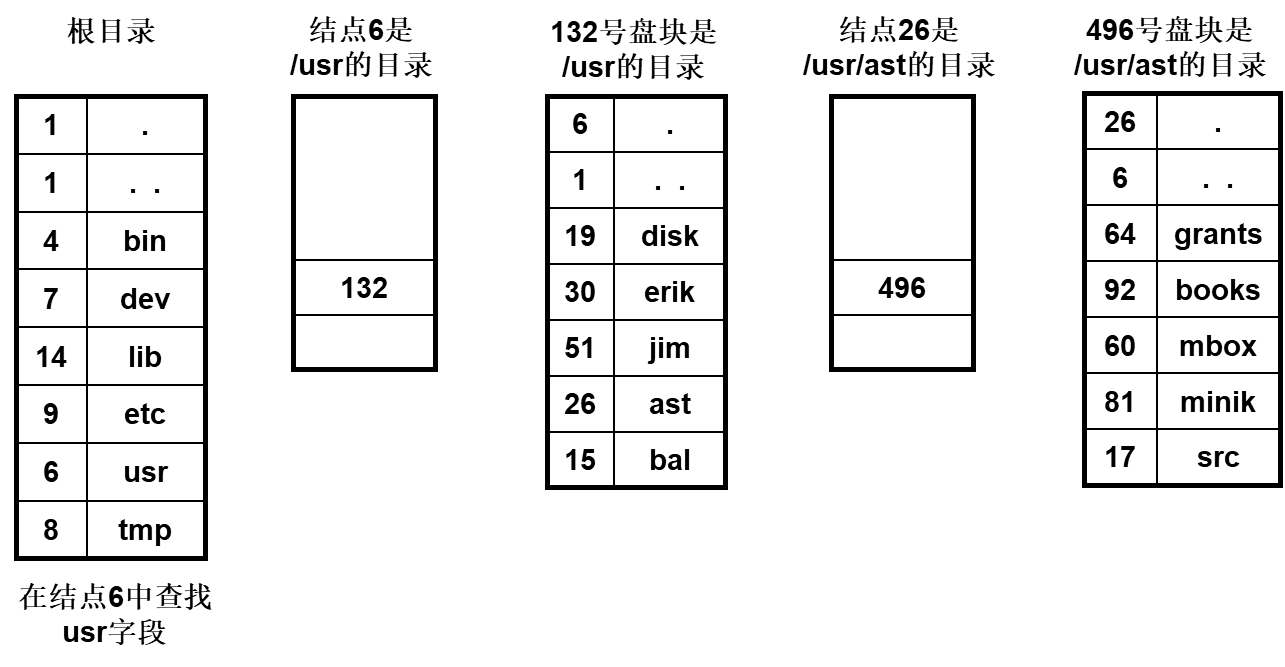 根目录
1 .
1 . .
4 bin
7 dev
14 lib
9 etc
6 usr
8 tmp
在结点6中查找
usr字段
结点6是
/usr的目录
132
132号盘块是
/usr的目录
6 .
1 . .
19 disk
30 erik
51 jim
26 ast
15 bal
结点26是
/usr/ast的目录
496
496号盘块是
/usr/ast的目录
26 .
6 . .
64 grants
92 books
60 mbox
81 minik
17 src